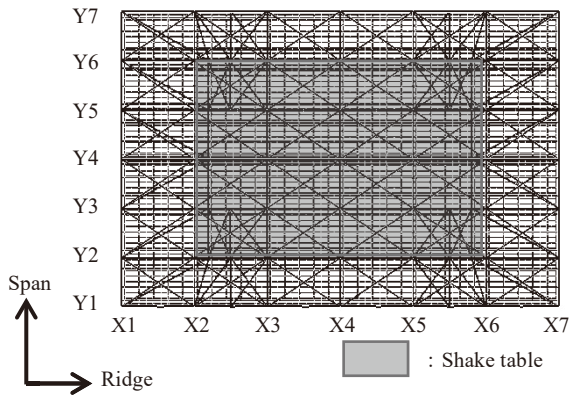 Y7
Y6
Y5
Y4
Y3
Y2
Y1
X1 X2 X3 X4 X5 X6 X7
Span
Ridge
: Shake table